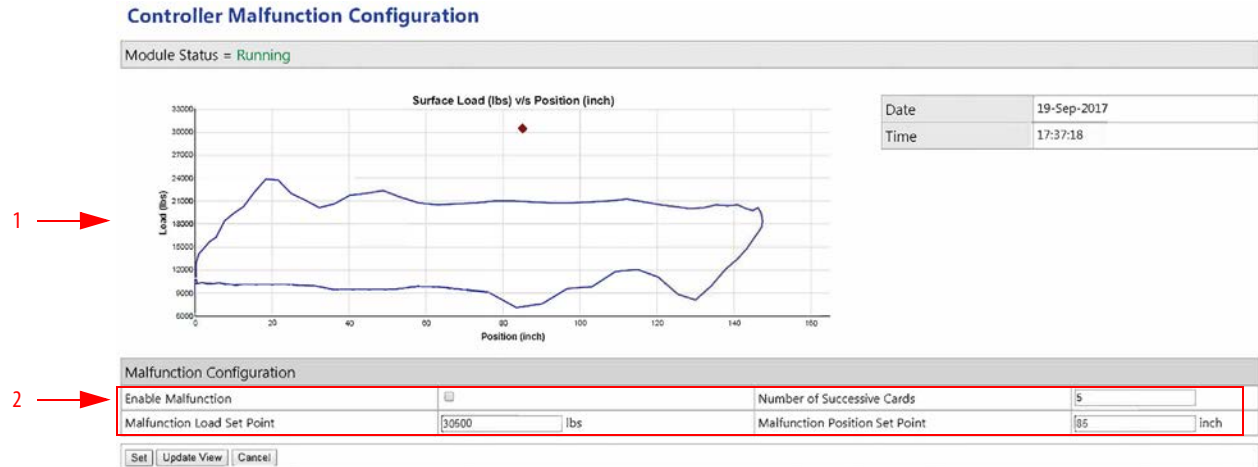 Controller Malfunction Configuration
Module Status = Running
Surface Load (lbs) v/s Position (inch)
Date 19-Sep-2017
Time 17:37:18
1
Load (lbs)
33000
30000
27000
24000
21000
18000
15000
12000
9000
6000
0 20 40 60 80 100 120 140 160
Position (inch)
Malfunction Configuration
2
Enable Malfunction Number of Successive Cards 5
Malfunction Load Set Point 30500 lbs Malfunction Position Set Point 85 inch
Set Update View Cancel